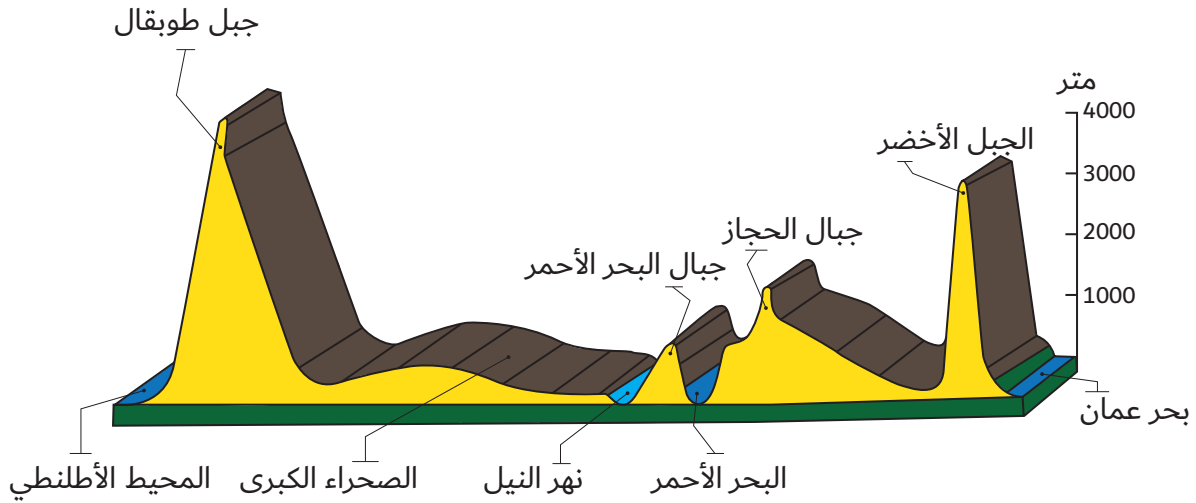 جبل طوبقال
متر
4000
الجبل الأخضر
3000
جبال الحجاز
2000
جبال البحر الأحمر
1000
بحر عمان
البحر الأحمر
نهر النيل
الصحراء الكبرى
المحيط الأطلنطي